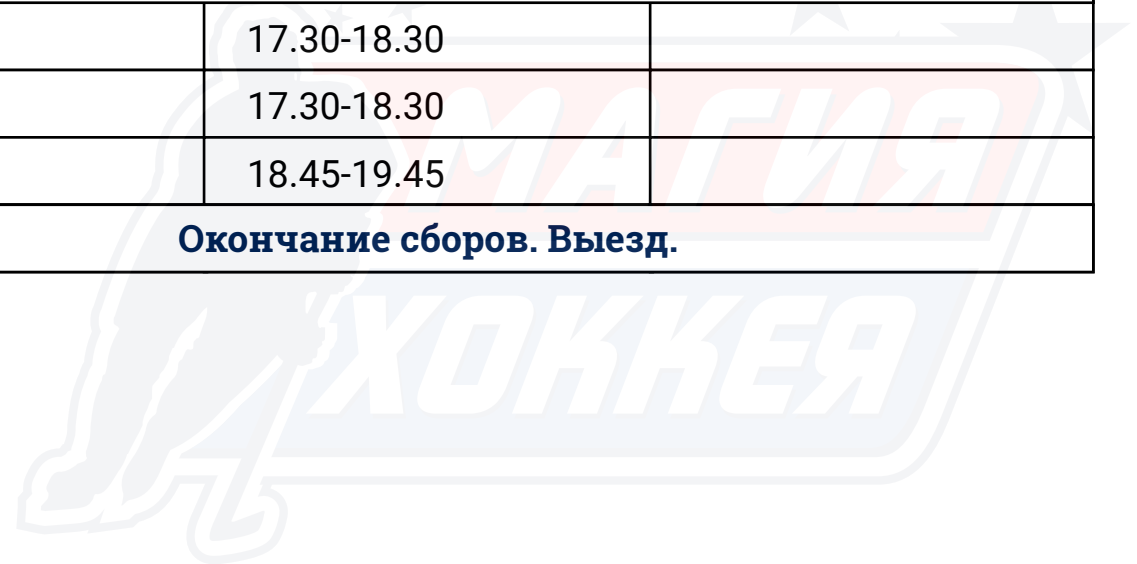 17.30-18.30
17.30-18.30
18.45-19.45
Окончание сборов. Выезд.
МАГИЯ
ХОККЕЯ